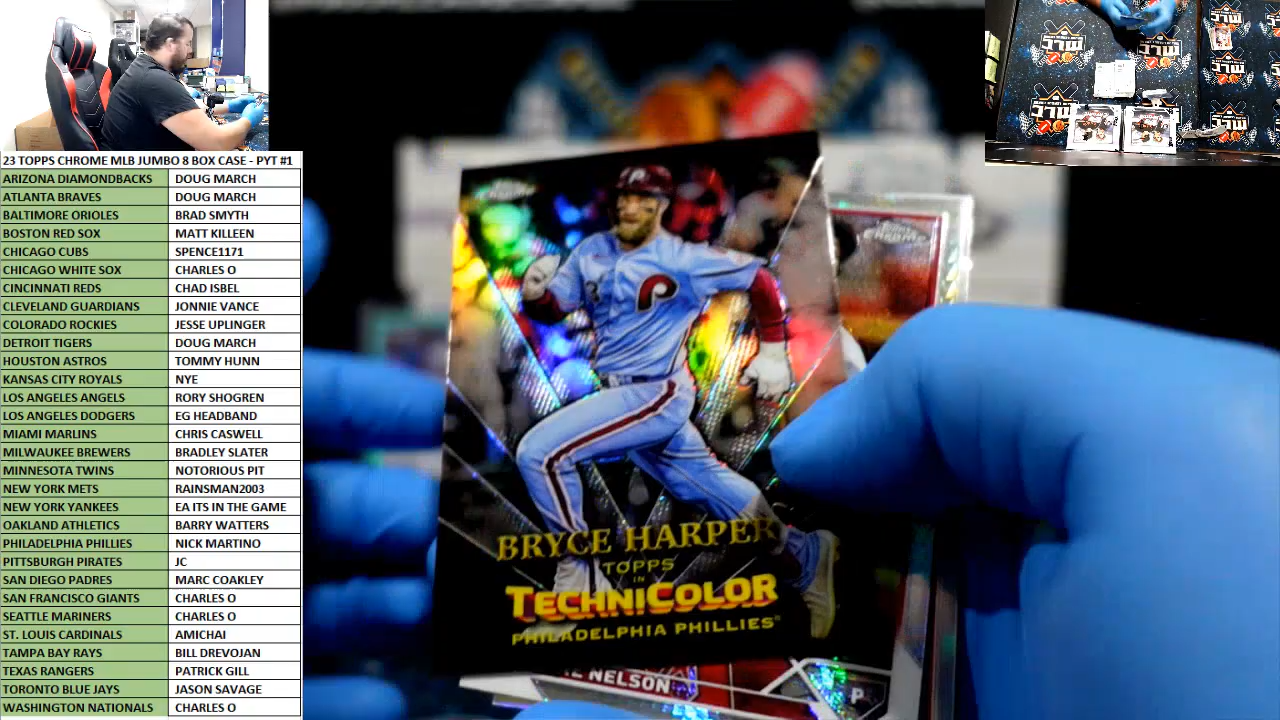 23 TOPPS CHROME MLB JUMBO 8 BOX CASE - PYT #1
ARIZONA DIAMONDBACKS DOUG MARCH
ATLANTA BRAVES DOUG MARCH
BALTIMORE ORIOLES BRAD SMYTH
BOSTON RED SOX MATT KILLEEN
CHICAGO CUBS SPENCE1171
CHICAGO WHITE SOX CHARLES O
CINCINNATI REDS CHAD ISBEL
CLEVELAND GUARDIANS JONNIE VANCE
COLORADO ROCKIES JESSE UPLINGER
DETROIT TIGERS DOUG MARCH
HOUSTON ASTROS TOMMY HUNN
KANSAS CITY ROYALS NYE
LOS ANGELES ANGELS RORY SHOGREN
LOS ANGELES DODGERS EG HEADBAND
MIAMI MARLINS CHRIS CASWELL
MILWAUKEE BREWERS BRADLEY SLATER
MINNESOTA TWINS NOTORIOUS PIT
NEW YORK METS RAINSMAN2003
NEW YORK YANKEES EA ITS IN THE GAME
OAKLAND ATHLETICS BARRY WATTERS
PHILADELPHIA PHILLIES NICK MARTINO
PITTSBURGH PIRATES JC
SAN DIEGO PADRES MARC COAKLEY
SAN FRANCISCO GIANTS CHARLES O
SEATTLE MARINERS CHARLES O
ST. LOUIS CARDINALS AMICHAI
TAMPA BAY RAYS BILL DREVOJAN
TEXAS RANGERS PATRICK GILL
TORONTO BLUE JAYS JASON SAVAGE
WASHINGTON NATIONALS CHARLES O
P
BRYCE HARPER
TOPPS
IN
TECHNICOLOR
PHILADELPHIA PHILLIES
NELSON
P